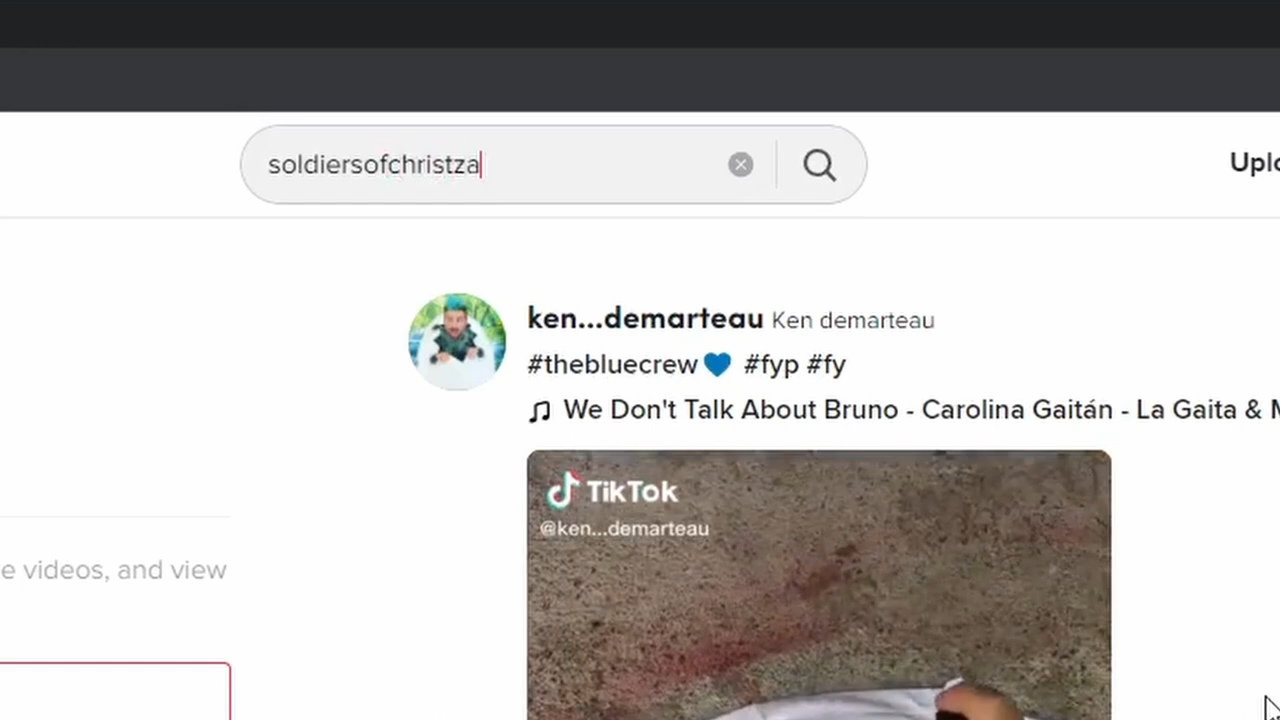 soldiersofchristza
Uplo
ken...demarteau Ken demarteau
#thebluecrew💙 #fyp #fy
We Don't Talk About Bruno - Carolina Gaitán - La Gaita & M
TikTok
@ken...demarteau
e videos, and view